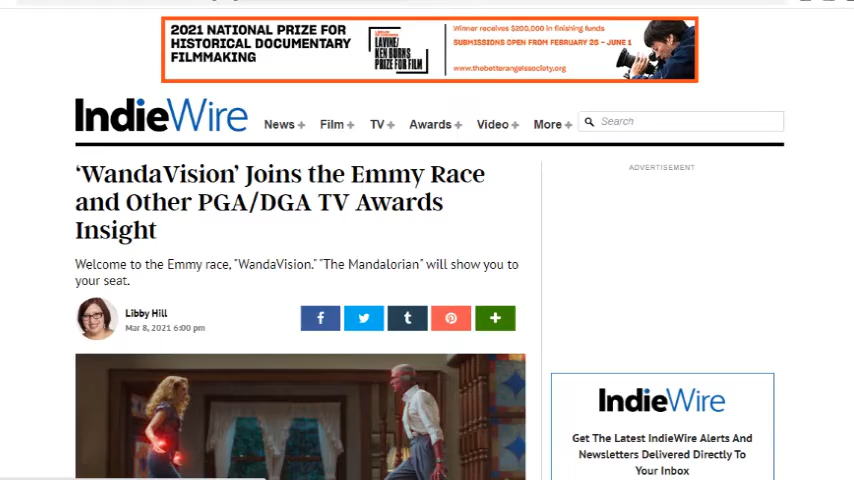 2021 NATIONAL PRIZE FOR
HISTORICAL DOCUMENTARY
FILMMAKING
LAVINE/
KEN BURNS
PRIZE FOR FILM
Winner receives $200,000 in finishing funds
SUBMISSIONS OPEN FROM FEBRUARY 25 – JUNE 1
www.thebetterangelssociety.org
IndieWire
News +
Film +
TV +
Awards +
Video +
More +
Search
‘WandaVision’ Joins the Emmy Race
and Other PGA/DGA TV Awards
Insight
Welcome to the Emmy race, "WandaVision." "The Mandalorian" will show you to
your seat.
Libby Hill
Mar 8, 2021 6:00 pm
ADVERTISEMENT
IndieWire
Get The Latest IndieWire Alerts And
Newsletters Delivered Directly To
Your Inbox